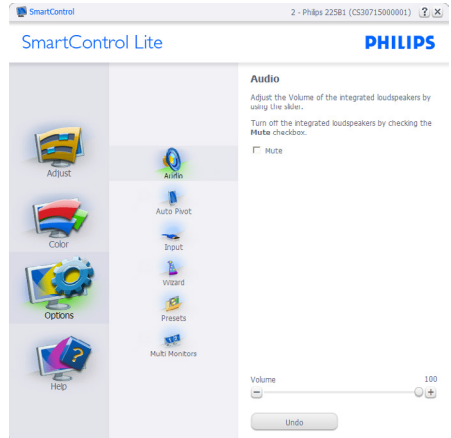 SmartControl
2 - Philips 225B1 (CS30715000001)
?
SmartControl Lite
PHILIPS
Adjust
Color
Options
Help
Audio
Auto Pivot
Input
Wizard
Presets
Multi Monitors
Audio
Adjust the Volume of the integrated loudspeakers by
using the slider.
Turn off the integrated loudspeakers by checking the
Mute checkbox.
Mute
Volume
100
Undo